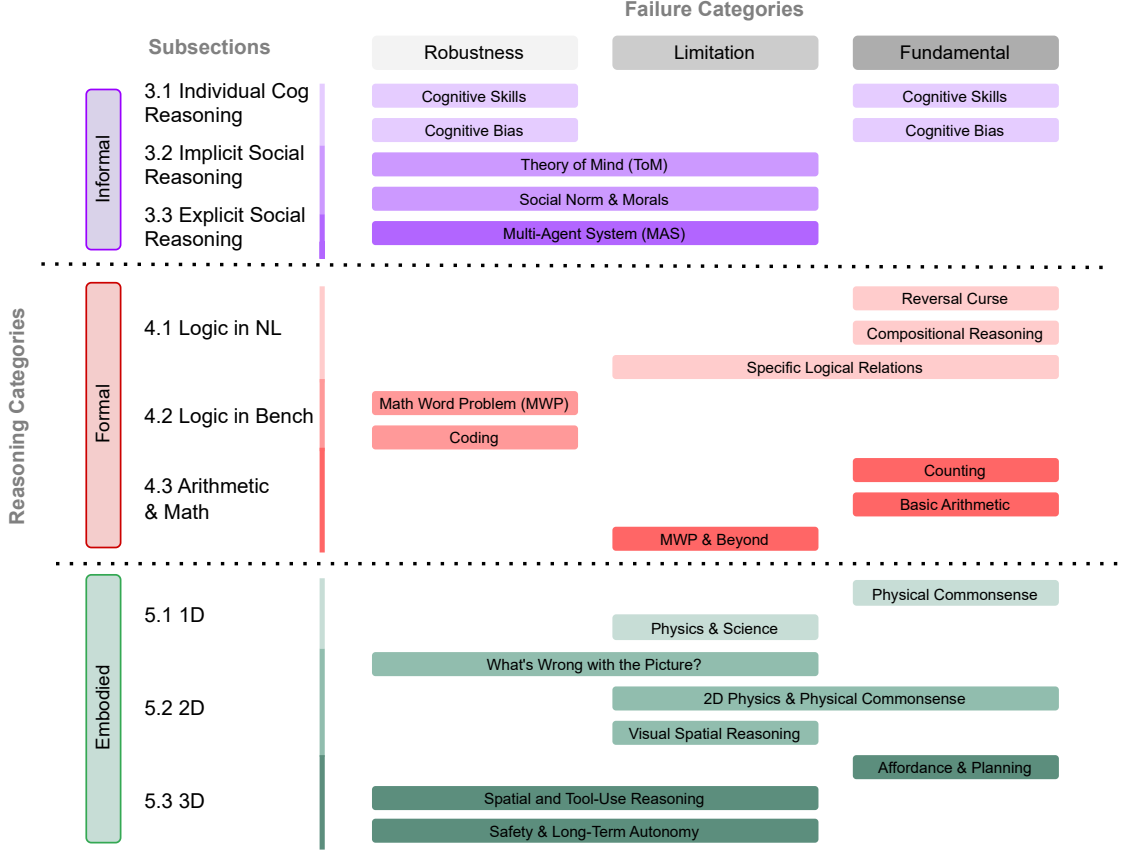 Failure Categories
Subsections
Robustness
Limitation
Fundamental
Reasoning Categories
Informal
3.1 Individual Cog
Reasoning
Cognitive Skills
Cognitive Skills
Cognitive Bias
Cognitive Bias
3.2 Implicit Social
Reasoning
Theory of Mind (ToM)
Social Norm & Morals
3.3 Explicit Social
Reasoning
Multi-Agent System (MAS)
Formal
4.1 Logic in NL
Reversal Curse
Compositional Reasoning
Specific Logical Relations
4.2 Logic in Bench
Math Word Problem (MWP)
Coding
4.3 Arithmetic
& Math
Counting
Basic Arithmetic
MWP & Beyond
Embodied
5.1 1D
Physical Commonsense
Physics & Science
5.2 2D
What's Wrong with the Picture?
2D Physics & Physical Commonsense
Visual Spatial Reasoning
5.3 3D
Affordance & Planning
Spatial and Tool-Use Reasoning
Safety & Long-Term Autonomy